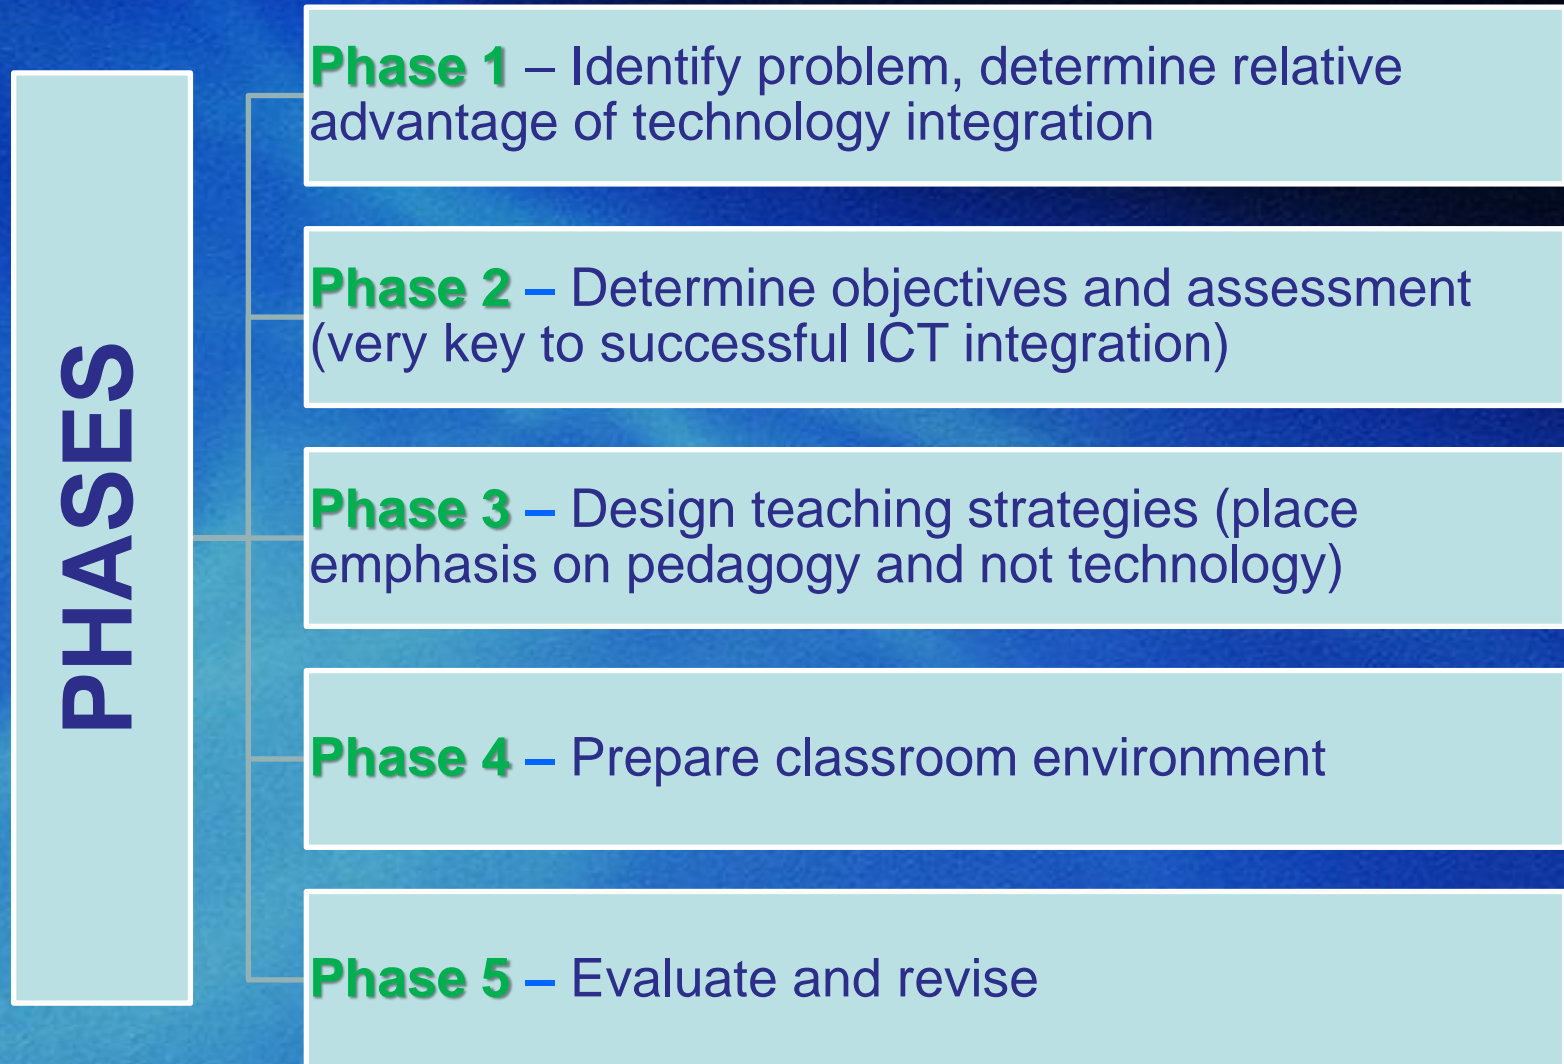 PHASES
Phase 1 – Identify problem, determine relative
advantage of technology integration
Phase 2 – Determine objectives and assessment
(very key to successful ICT integration)
Phase 3 – Design teaching strategies (place
emphasis on pedagogy and not technology)
Phase 4 – Prepare classroom environment
Phase 5 – Evaluate and revise